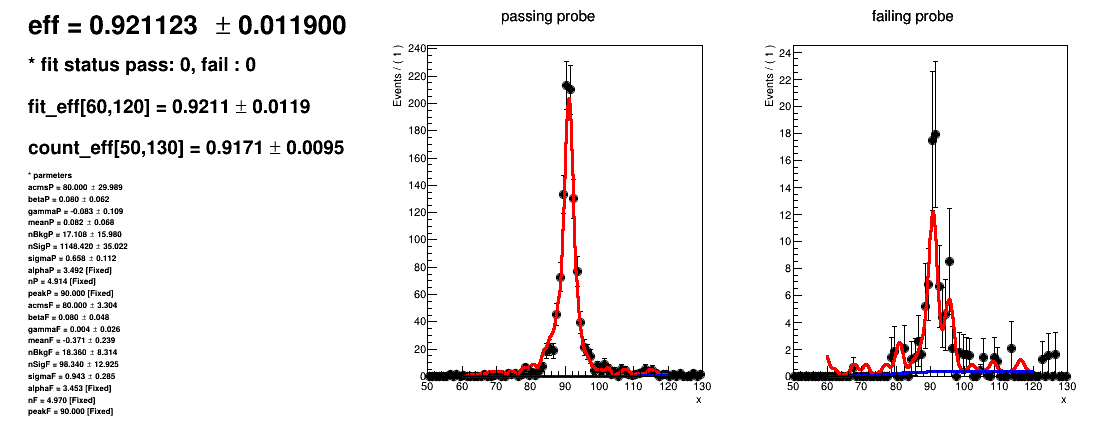 eff = 0.921123 ± 0.011900
* fit status pass: 0, fail : 0
fit_eff[60,120] = 0.9211 ± 0.0119
count_eff[50,130] = 0.9171 ± 0.0095
* parmeters
acmsP = 80.000 ± 29.989
betaP = 0.080 ± 0.062
gammaP = -0.083 ± 0.109
meanP = 0.082 ± 0.068
nBkgP = 17.108 ± 15.980
nSigP = 1148.420 ± 35.022
sigmaP = 0.658 ± 0.112
alphaP = 3.492 [Fixed]
nP = 4.914 [Fixed]
peakP = 90.000 [Fixed]
acmsF = 80.000 ± 3.304
betaF = 0.080 ± 0.048
gammaF = 0.004 ± 0.026
meanF = -0.371 ± 0.239
nBkgF = 18.360 ± 8.314
nSigF = 98.340 ± 12.925
sigmaF = 0.943 ± 0.285
alphaF = 3.453 [Fixed]
nF = 4.970 [Fixed]
peakF = 90.000 [Fixed]
passing probe
Events / ( 1 )
240
220
200
180
160
140
120
100
80
60
40
20
0
50 60 70 80 90 100 110 120 130
x
failing probe
Events / ( 1 )
24
22
20
18
16
14
12
10
8
6
4
2
0
50 60 70 80 90 100 110 120 130
x